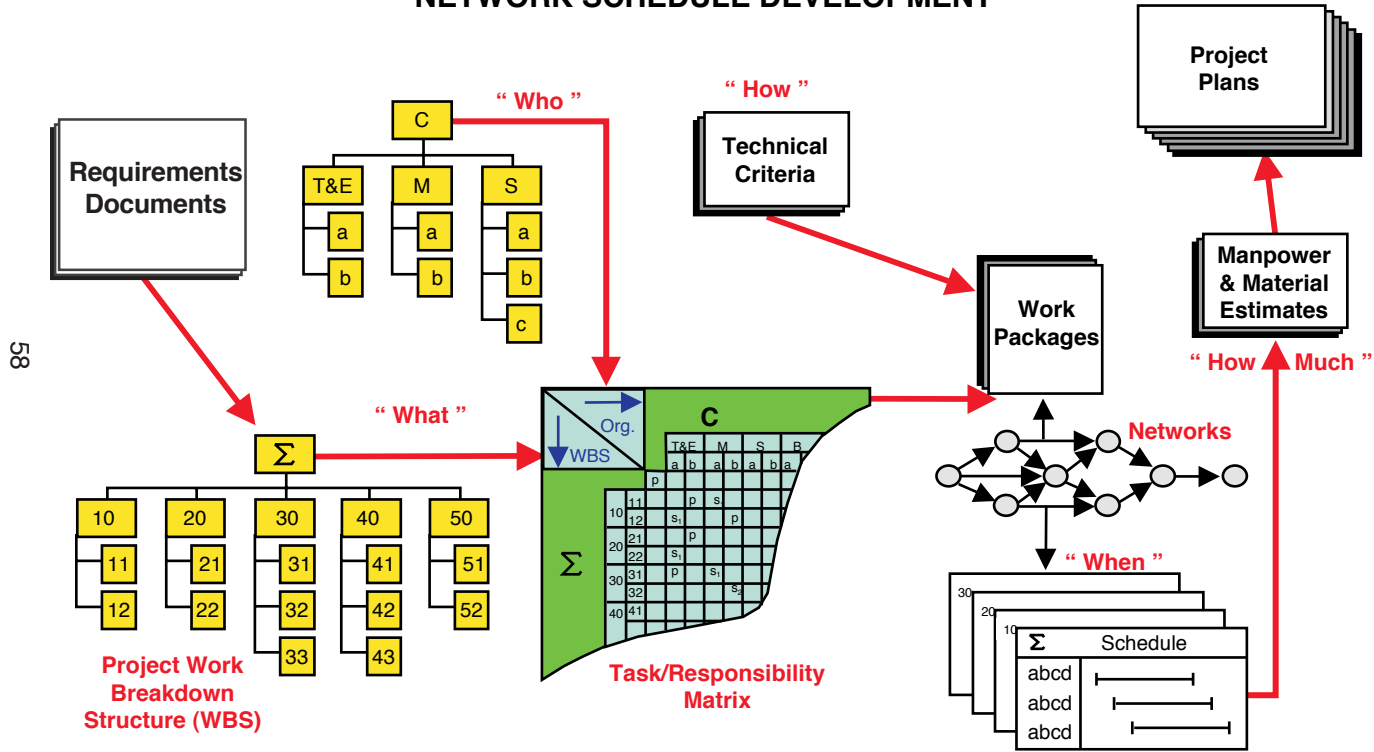 NETWORK SCHEDULE DEVELOPMENT
Requirements
Documents
“ Who ”
C
T&E M S
a a a
b b b
c
“ How ”
Technical
Criteria
Project
Plans
Manpower
& Material
Estimates
“ How Much ”
Work
Packages
Networks
“ When ”
58
“ What ”
Σ
10 20 30 40 50
11 21 31 41 51
12 22 32 42 52
33 43
Project Work
Breakdown
Structure (WBS)
Org.
WBS
C
T&E M S B
a b a b a b a
p
Σ
10 11 p s
12 s₁ p
20 21 p
22 s₁
30 31 p s₁
32 s₂
40 41
Task/Responsibility
Matrix
30
20
10
Σ Schedule
abcd
abcd
abcd